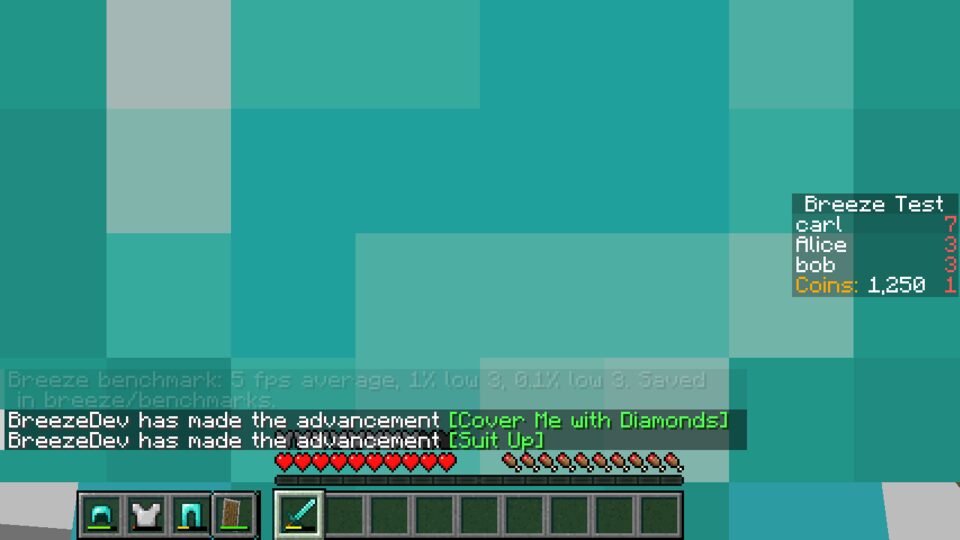 Breeze Test
carl 7
Alice 3
bob 3
Coins: 1,250 1
Breeze benchmark: 5 fps average, 1% low 3, 0.1% low 3. Saved
in breeze/benchmarks.
BreezeDev has made the advancement [Cover Me with Diamonds]
BreezeDev has made the advancement [Suit Up]